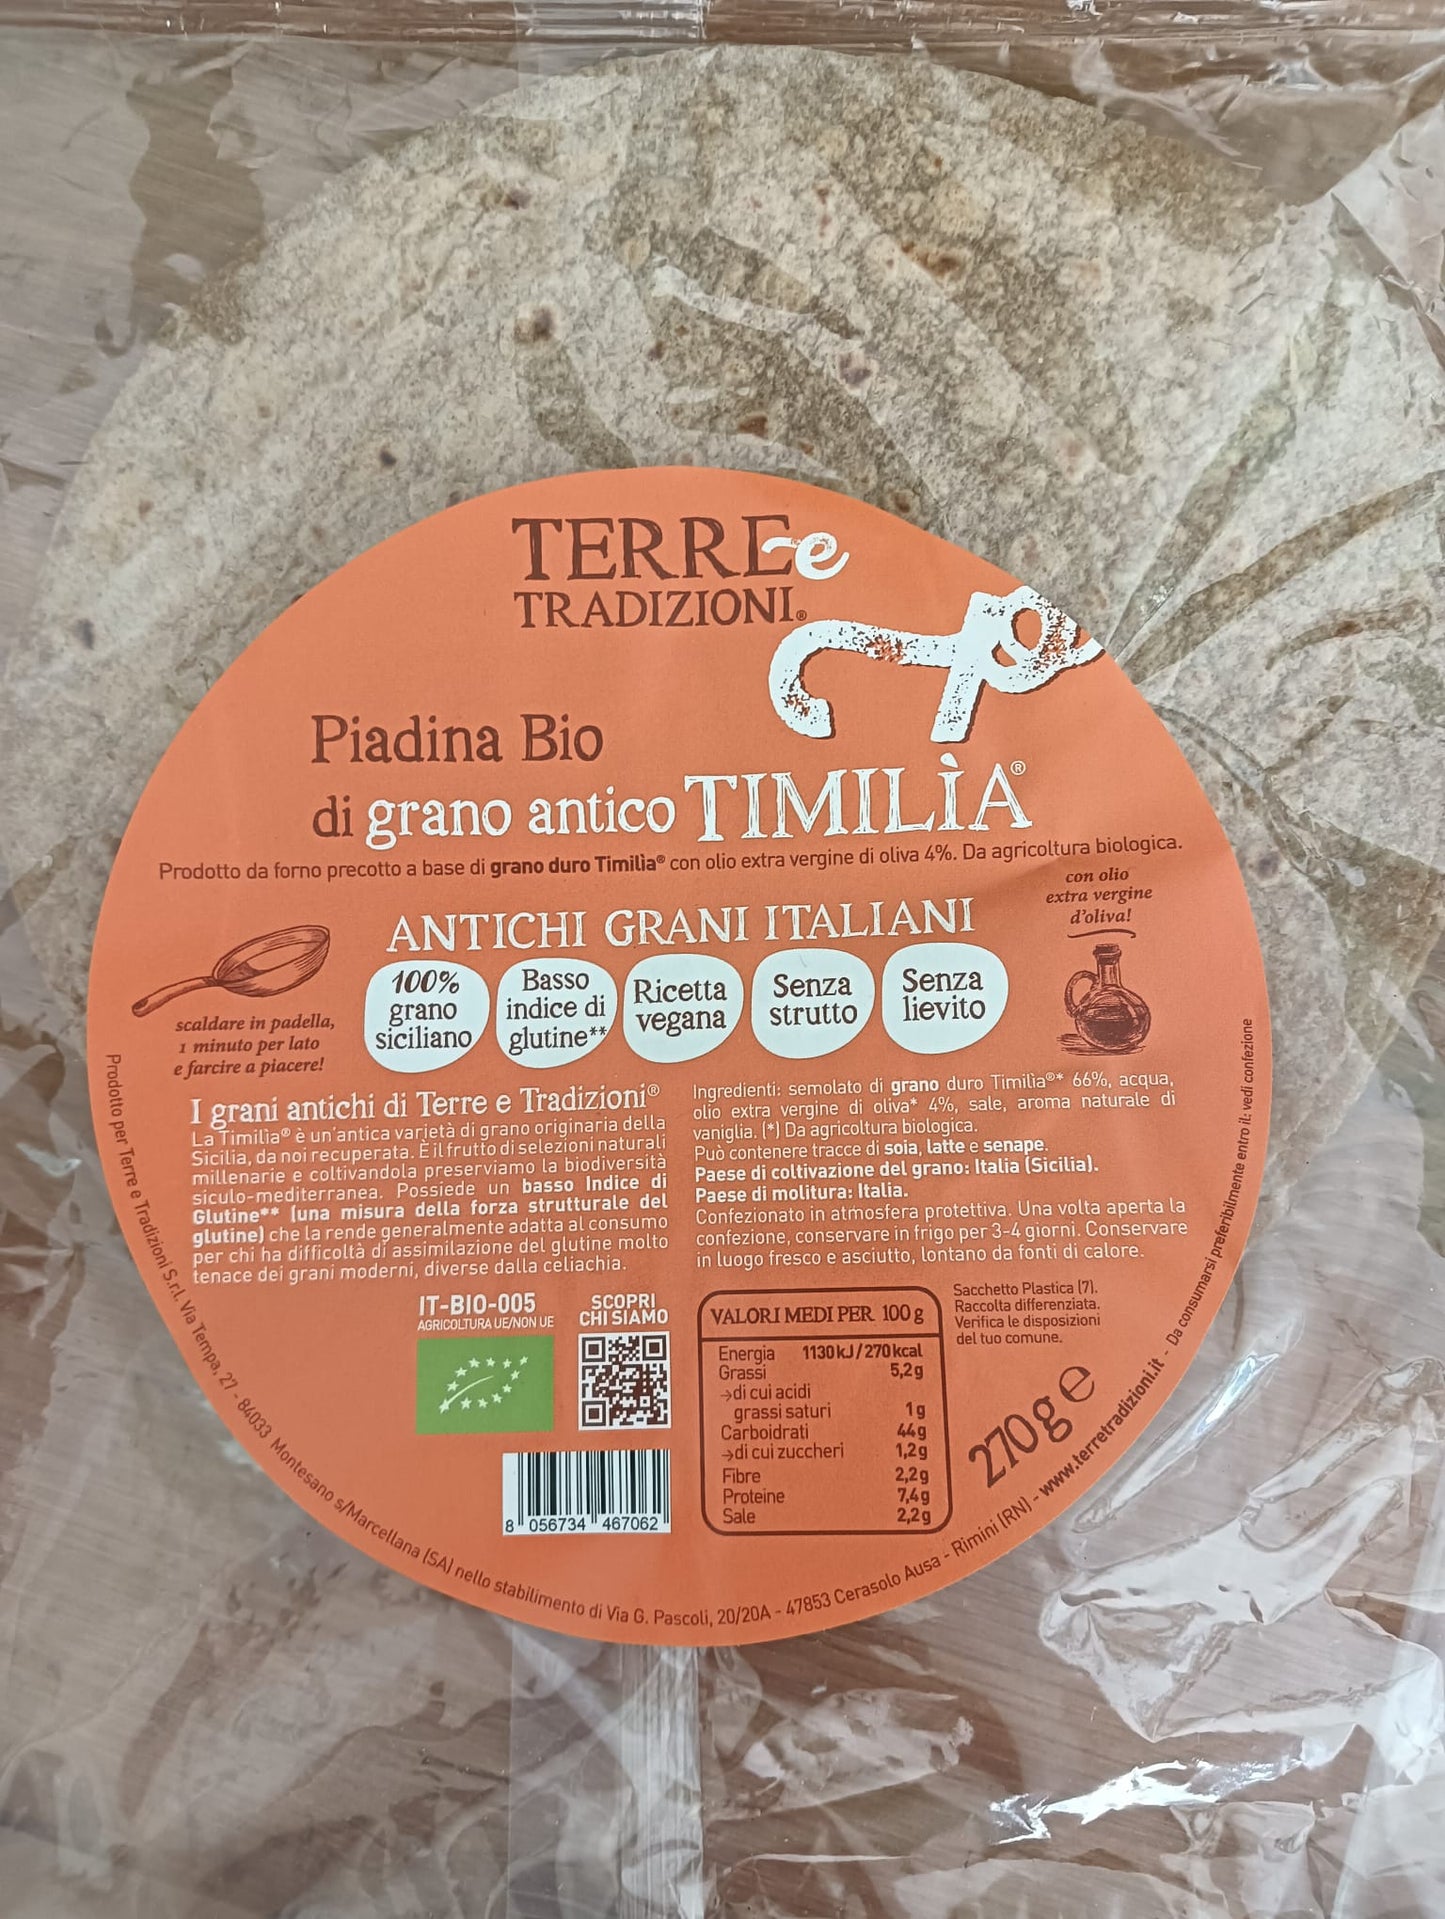 TERRE e
TRADIZIONI®
Piadina Bio
di grano antico TIMILÌA®
Prodotto da forno precotto a base di grano duro Timilìa® con olio extra vergine di oliva 4%. Da agricoltura biologica.
con olio
extra vergine
d'oliva!
ANTICHI GRANI ITALIANI
100%
grano
siciliano
Basso
indice di
glutine**
Ricetta
vegana
Senza
strutto
Senza
lievito
scaldare in padella,
1 minuto per lato
e farcire a piacere!
I grani antichi di Terre e Tradizioni®
La Timilìa® è un'antica varietà di grano originaria della
Sicilia, da noi recuperata. È il frutto di selezioni naturali
millenarie e coltivandola preserviamo la biodiversità
siculo-mediterranea. Possiede un basso Indice di
Glutine** (una misura della forza strutturale del
glutine) che la rende generalmente adatta al consumo
per chi ha difficoltà di assimilazione del glutine molto
tenace dei grani moderni, diverse dalla celiachia.
Ingredienti: semolato di grano duro Timilìa®* 66%, acqua,
olio extra vergine di oliva* 4%, sale, aroma naturale di
vaniglia. (*) Da agricoltura biologica.
Può contenere tracce di soia, latte e senape.
Paese di coltivazione del grano: Italia (Sicilia).
Paese di molitura: Italia.
Confezionato in atmosfera protettiva. Una volta aperta la
confezione, conservare in frigo per 3-4 giorni. Conservare
in luogo fresco e asciutto, lontano da fonti di calore.
IT-BIO-005
AGRICOLTURA UE/NON UE
SCOPRI
CHI SIAMO
VALORI MEDI PER 100 g
Energia 1130 kJ / 270 kcal
Grassi 5,2 g
→di cui acidi
grassi saturi 1 g
Carboidrati 44 g
→di cui zuccheri 1,2 g
Fibre 2,2 g
Proteine 7,4 g
Sale 2,2 g
Sacchetto Plastica (7).
Raccolta differenziata.
Verifica le disposizioni
del tuo comune.
270 g e
8 056734 467062
Prodotto per Terre e Tradizioni S.r.l. Via Tempa, 27 - 84033 Montesano s/Marcellana (SA) nello stabilimento di Via G. Pascoli, 20/20A - 47853 Cerasolo Ausa - Rimini (RN) - www.terretradizioni.it - Da consumarsi preferibilmente entro il: vedi confezione